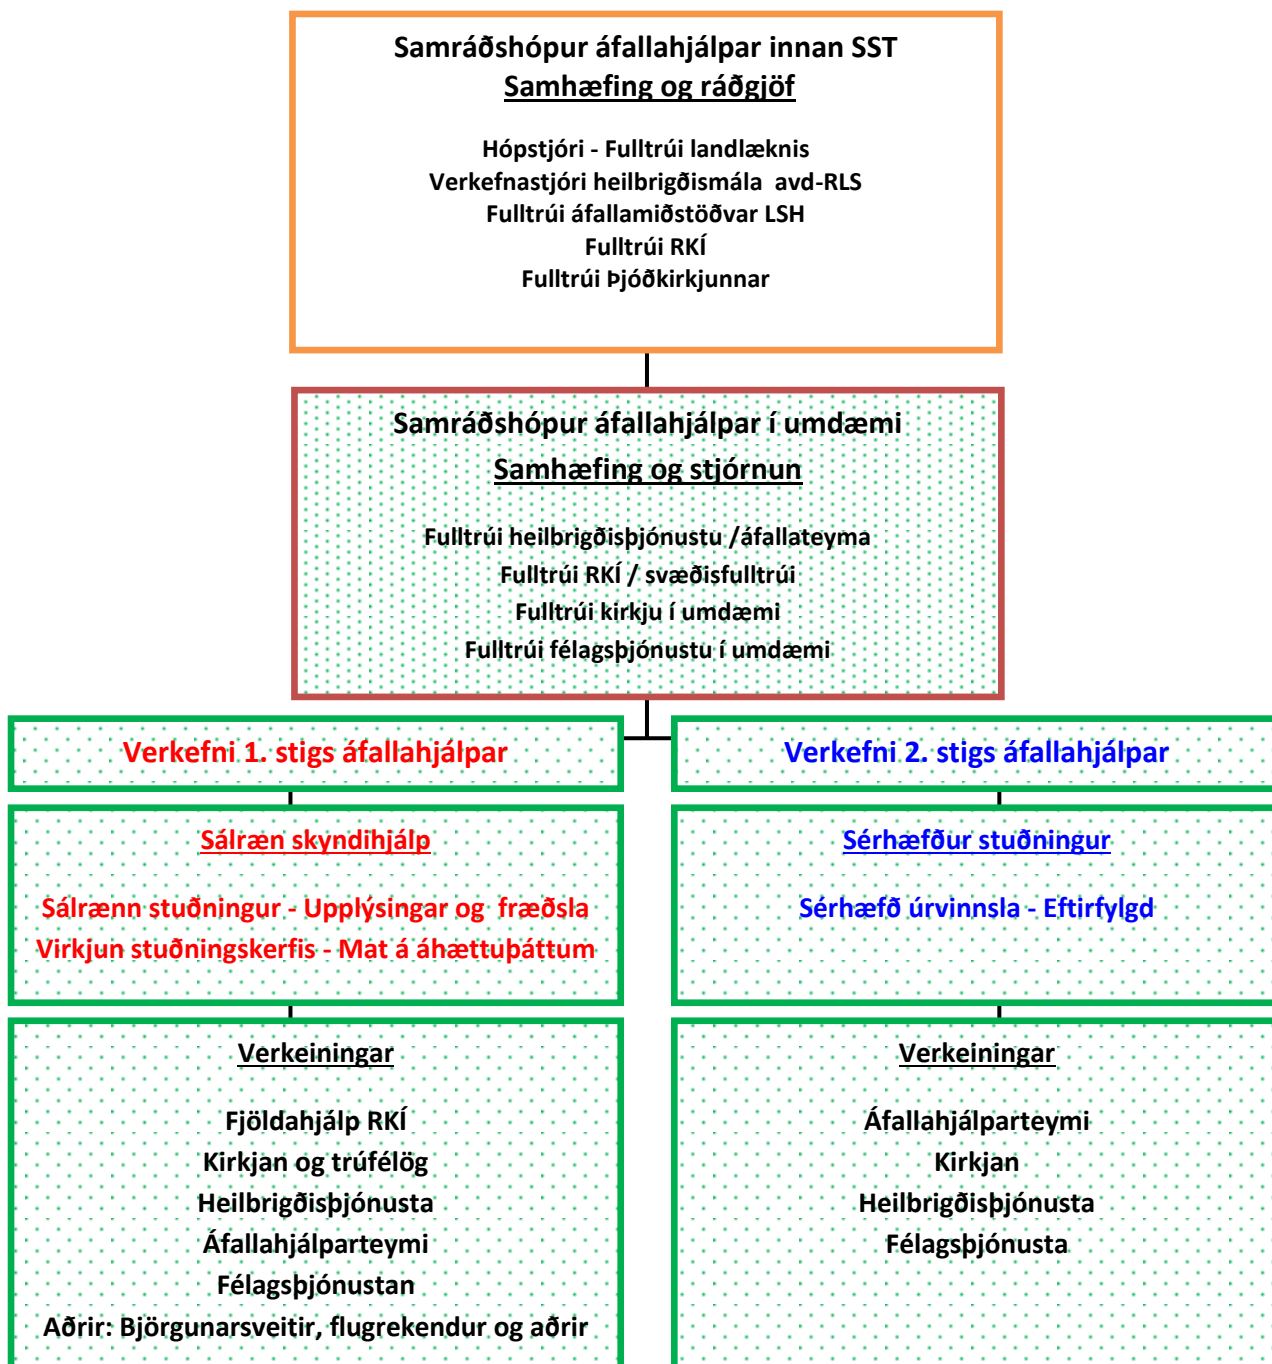 Samráðshópur áfallahjálpar innan SST
Samhæfing og ráðgjöf
Hópstjóri - Fulltrúi landlæknis
Verkefnastjóri heilbrigðismála avd-RLS
Fulltrúi áfallamiðstöðvar LSH
Fulltrúi RKÍ
Fulltrúi Þjóðkirkjunnar
Samráðshópur áfallahjálpar í umdæmi
Samhæfing og stjórnun
Fulltrúi heilbrigðisþjónustu /áfallateyma
Fulltrúi RKÍ / svæðisfulltrúi
Fulltrúi kirkju í umdæmi
Fulltrúi félagsþjónustu í umdæmi
Verkefni 1. stigs áfallahjálpar
Sálræn skyndihjálp
Sálrænn stuðningur - Upplýsingar og fræðsla
Virkjun stuðningskerfis - Mat á áhættuþáttum
Verkeiningar
Fjöldahjálp RKÍ
Kirkjan og trúfélög
Heilbrigðisþjónusta
Áfallahjálparteymi
Félagsþjónustan
Aðrir: Björgunarsveitir, flugrekendur og aðrir
Verkefni 2. stigs áfallahjálpar
Sérhæfður stuðningur
Sérhæfð úrvinnsla - Eftirfylgd
Verkeiningar
Áfallahjálparteymi
Kirkjan
Heilbrigðisþjónusta
Félagsþjónusta